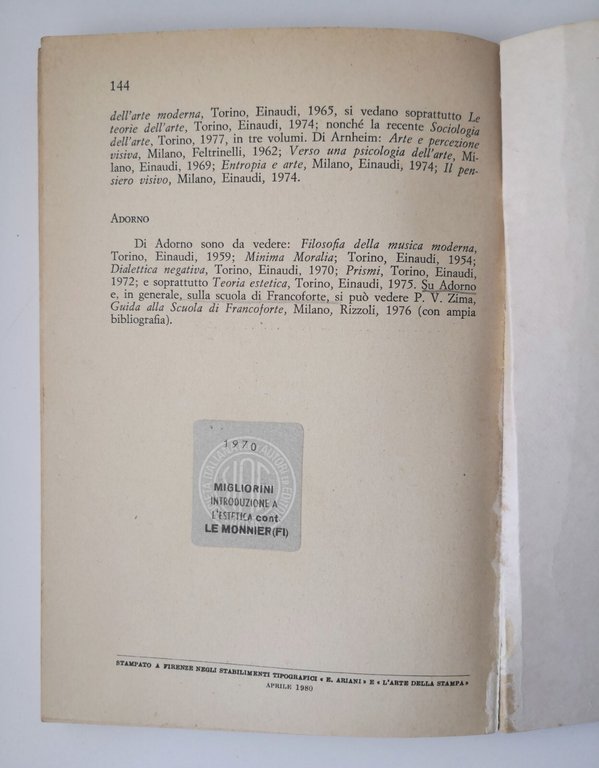 144
dell'arte moderna, Torino, Einaudi, 1965, si vedano soprattutto Le
teorie dell'arte, Torino, Einaudi, 1974; nonché la recente Sociologia
dell'arte, Torino, 1977, in tre volumi. Di Arnheim: Arte e percezione
visiva, Milano, Feltrinelli, 1962; Verso una psicologia dell'arte, Mi-
lano, Einaudi, 1969; Entropia e arte, Milano, Einaudi, 1974; Il pen-
siero visivo, Milano, Einaudi, 1974.
ADORNO
Di Adorno sono da vedere: Filosofia della musica moderna,
Torino, Einaudi, 1959; Minima Moralia; Torino, Einaudi, 1954;
Dialettica negativa, Torino, Einaudi, 1970; Prismi, Torino, Einaudi,
1972; e soprattutto Teoria estetica, Torino, Einaudi, 1975. Su Adorno
e, in generale, sulla scuola di Francoforte, si può vedere P. V. Zima,
Guida alla Scuola di Francoforte, Milano, Rizzoli, 1976 (con ampia
bibliografia).
1970
MIGLIORINI
INTRODUZIONE A
L'ESTETICA cont
LE MONNIER (FI)
STAMPATO A FIRENZE NEGLI STABILIMENTI TIPOGRAFICI « E. ARIANI » E « L'ARTE DELLA STAMPA »
APRILE 1980